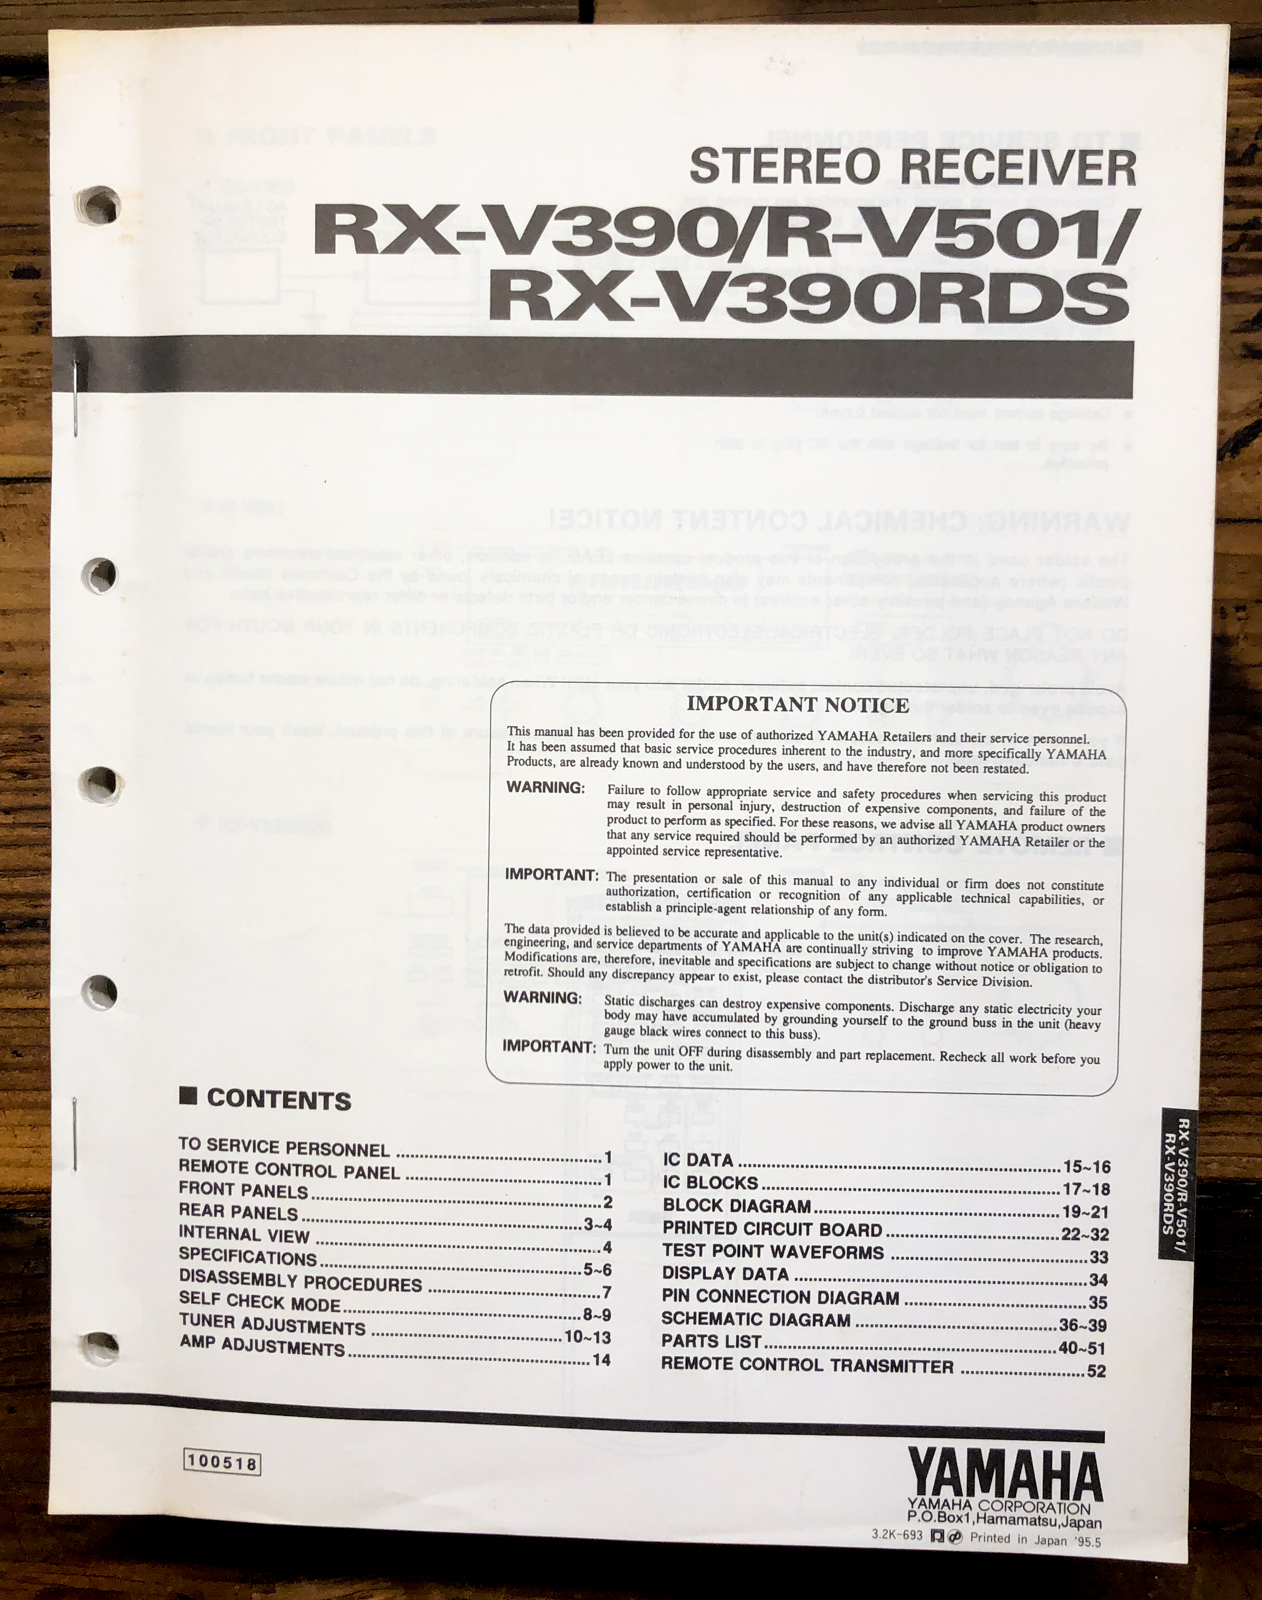 STEREO RECEIVER
RX-V390/R-V501/
RX-V390RDS
WARNING: CHEMICAL CONTENT NOTICE!
IMPORTANT NOTICE
This manual has been provided for the use of authorized YAMAHA Retailers and their service personnel.
It has been assumed that basic service procedures inherent to the industry, and more specifically YAMAHA
Products, are already known and understood by the users, and have therefore not been restated.
WARNING: Failure to follow appropriate service and safety procedures when servicing this product
may result in personal injury, destruction of expensive components, and failure of the
product to perform as specified. For these reasons, we advise all YAMAHA product owners
that any service required should be performed by an authorized YAMAHA Retailer or the
appointed service representative.
IMPORTANT: The presentation or sale of this manual to any individual or firm does not constitute
authorization, certification or recognition of any applicable technical capabilities, or
establish a principle-agent relationship of any form.
The data provided is believed to be accurate and applicable to the unit(s) indicated on the cover. The research,
engineering, and service departments of YAMAHA are continually striving to improve YAMAHA products.
Modifications are, therefore, inevitable and specifications are subject to change without notice or obligation to
retrofit. Should any discrepancy appear to exist, please contact the distributor's Service Division.
WARNING: Static discharges can destroy expensive components. Discharge any static electricity your
body may have accumulated by grounding yourself to the ground buss in the unit (heavy
gauge black wires connect to this buss).
IMPORTANT: Turn the unit OFF during disassembly and part replacement. Recheck all work before you
apply power to the unit.
■ CONTENTS
TO SERVICE PERSONNEL ........ 1
REMOTE CONTROL PANEL ........ 1
FRONT PANELS ........ 2
REAR PANELS ........ 3~4
INTERNAL VIEW ........ 4
SPECIFICATIONS ........ 5~6
DISASSEMBLY PROCEDURES ........ 7
SELF CHECK MODE ........ 8~9
TUNER ADJUSTMENTS ........ 10~13
AMP ADJUSTMENTS ........ 14
IC DATA ........ 15~16
IC BLOCKS ........ 17~18
BLOCK DIAGRAM ........ 19~21
PRINTED CIRCUIT BOARD ........ 22~32
TEST POINT WAVEFORMS ........ 33
DISPLAY DATA ........ 34
PIN CONNECTION DIAGRAM ........ 35
SCHEMATIC DIAGRAM ........ 36~39
PARTS LIST ........ 40~51
REMOTE CONTROL TRANSMITTER ........ 52
RX-V390/R-V501/
RX-V390RDS
100518
YAMAHA
YAMAHA CORPORATION
P.O.Box1,Hamamatsu,Japan
3.2K-693 Printed in Japan '95.5